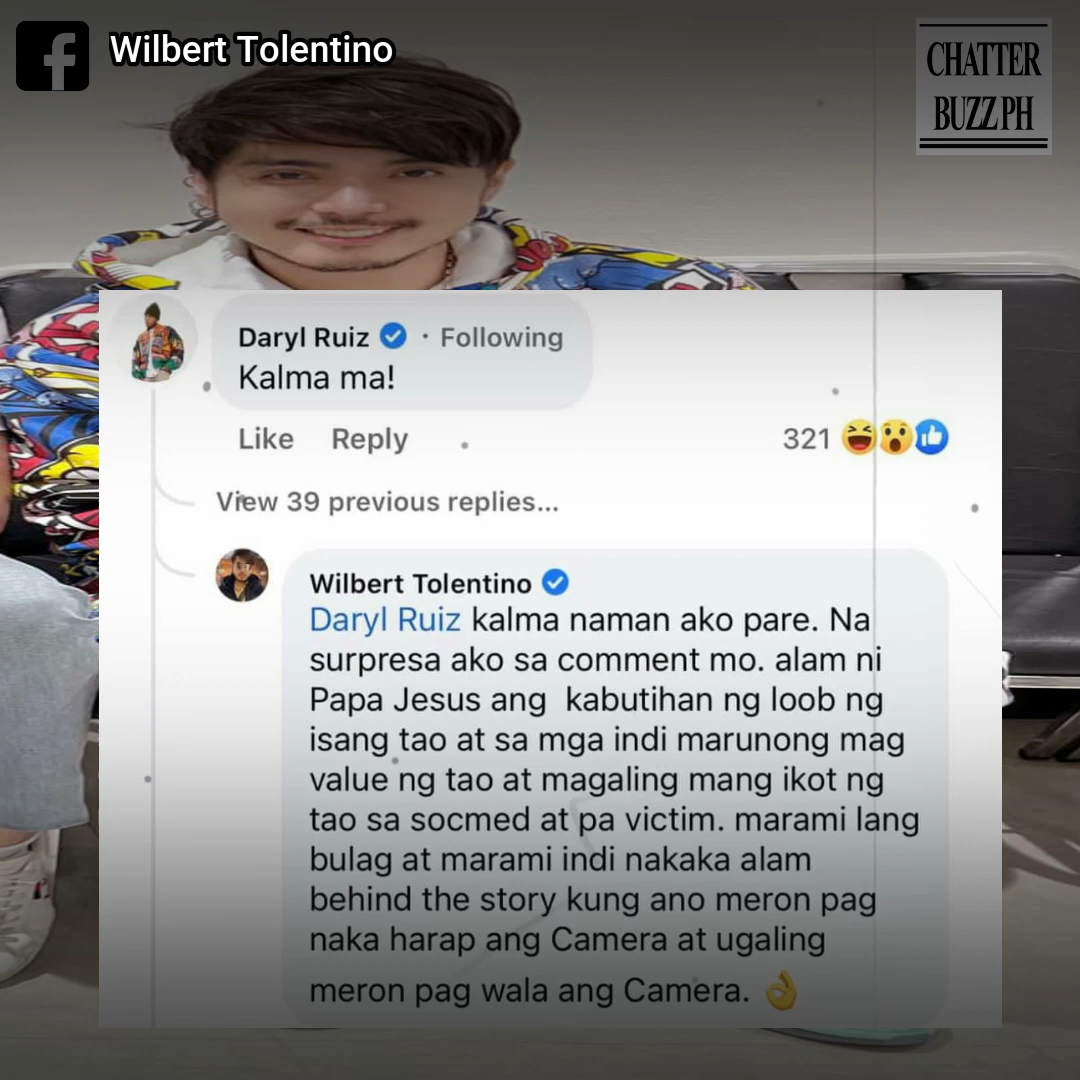 Wilbert Tolentino
CHATTER
BUZZ PH
Daryl Ruiz · Following
Kalma ma!
Like Reply 321
View 39 previous replies...
Wilbert Tolentino
Daryl Ruiz kalma naman ako pare. Na
surpresa ako sa comment mo. alam ni
Papa Jesus ang kabutihan ng loob ng
isang tao at sa mga indi marunong mag
value ng tao at magaling mang ikot ng
tao sa socmed at pa victim. marami lang
bulag at marami indi nakaka alam
behind the story kung ano meron pag
naka harap ang Camera at ugaling
meron pag wala ang Camera. 👌